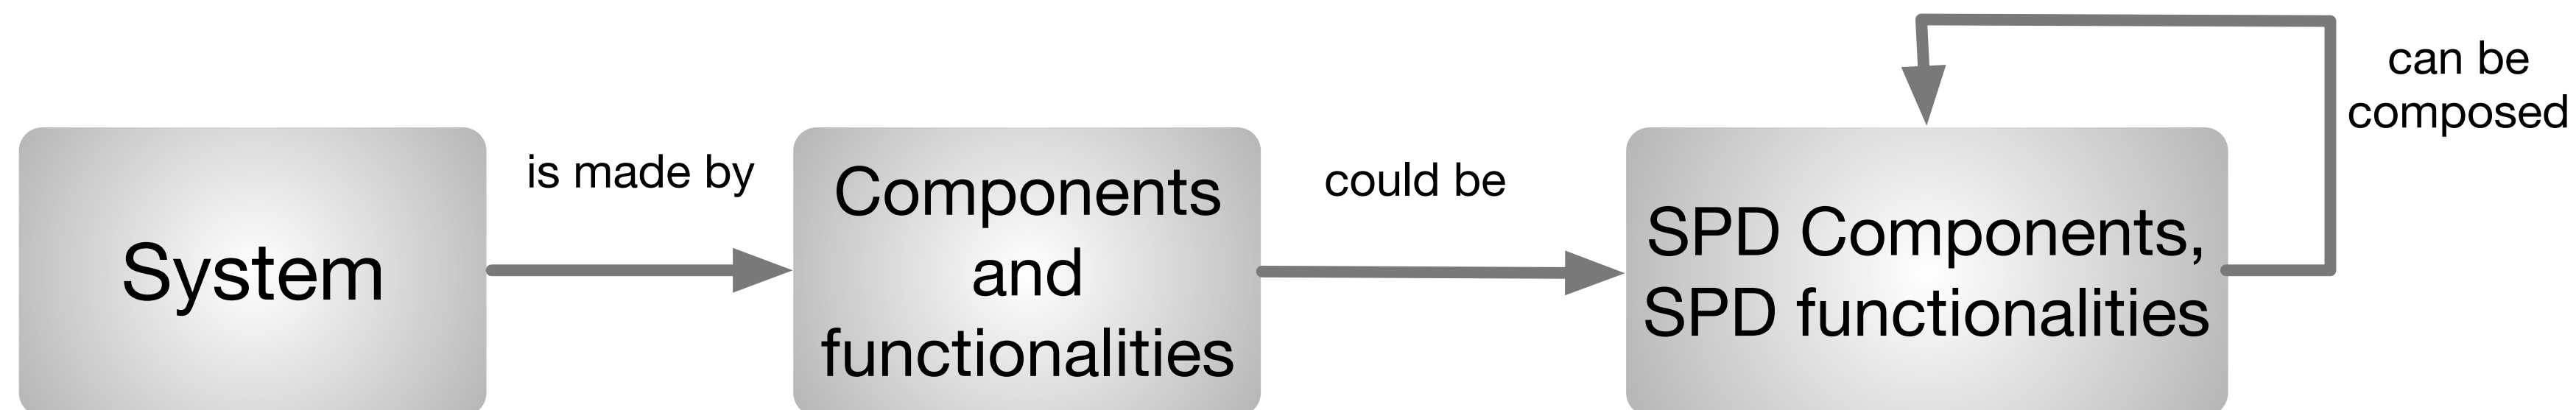 System
is made by
Components
and
functionalities
could be
SPD Components,
SPD functionalities
can be
composed